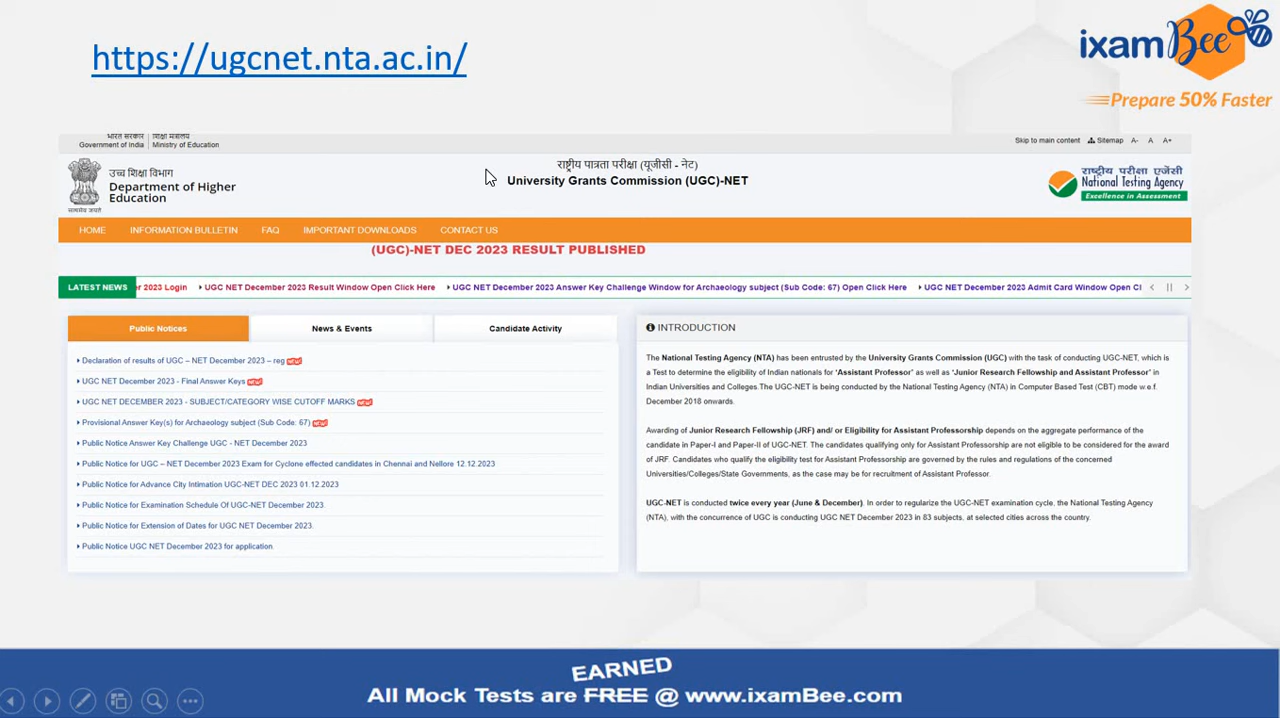 https://ugcnet.nta.ac.in/
ixamBee
Prepare 50% Faster
भारत सरकार | शिक्षा मंत्रालय
Government of India | Ministry of Education
Skip to main content Sitemap A- A A+
उच्च शिक्षा विभाग
Department of Higher
Education
सत्यमेव जयते
राष्ट्रीय पात्रता परीक्षा (यूजीसी - नेट)
University Grants Commission (UGC)-NET
राष्ट्रीय परीक्षा एजेंसी
National Testing Agency
Excellence in Assessment
HOME INFORMATION BULLETIN FAQ IMPORTANT DOWNLOADS CONTACT US
(UGC)-NET DEC 2023 RESULT PUBLISHED
LATEST NEWS r 2023 Login UGC NET December 2023 Result Window Open Click Here UGC NET December 2023 Answer Key Challenge Window for Archaeology subject (Sub Code: 67) Open Click Here UGC NET December 2023 Admit Card Window Open Cl
Public Notices News & Events Candidate Activity
Declaration of results of UGC – NET December 2023 – reg NEW
UGC NET December 2023 - Final Answer Keys NEW
UGC NET DECEMBER 2023 - SUBJECT/CATEGORY WISE CUTOFF MARKS NEW
Provisional Answer Key(s) for Archaeology subject (Sub Code: 67) NEW
Public Notice Answer Key Challenge UGC - NET December 2023
Public Notice for UGC – NET December 2023 Exam for Cyclone effected candidates in Chennai and Nellore 12.12.2023
Public Notice for Advance City Intimation UGC-NET DEC 2023 01.12.2023
Public Notice for Examination Schedule Of UGC-NET December 2023.
Public Notice for Extension of Dates for UGC NET December 2023.
Public Notice UGC NET December 2023 for application
INTRODUCTION
The National Testing Agency (NTA) has been entrusted by the University Grants Commission (UGC) with the task of conducting UGC-NET, which is
a Test to determine the eligibility of Indian nationals for 'Assistant Professor' as well as 'Junior Research Fellowship and Assistant Professor' in
Indian Universities and Colleges.The UGC-NET is being conducted by the National Testing Agency (NTA) in Computer Based Test (CBT) mode w.e.f.
December 2018 onwards.
Awarding of Junior Research Fellowship (JRF) and/ or Eligibility for Assistant Professorship depends on the aggregate performance of the
candidate in Paper-I and Paper-II of UGC-NET. The candidates qualifying only for Assistant Professorship are not eligible to be considered for the award
of JRF. Candidates who qualify the eligibility test for Assistant Professorship are governed by the rules and regulations of the concerned
Universities/Colleges/State Governments, as the case may be for recruitment of Assistant Professor.
UGC-NET is conducted twice every year (June & December). In order to regularize the UGC-NET examination cycle, the National Testing Agency
(NTA), with the concurrence of UGC is conducting UGC NET December 2023 in 83 subjects, at selected cities across the country.
EARNED
All Mock Tests are FREE @ www.ixamBee.com